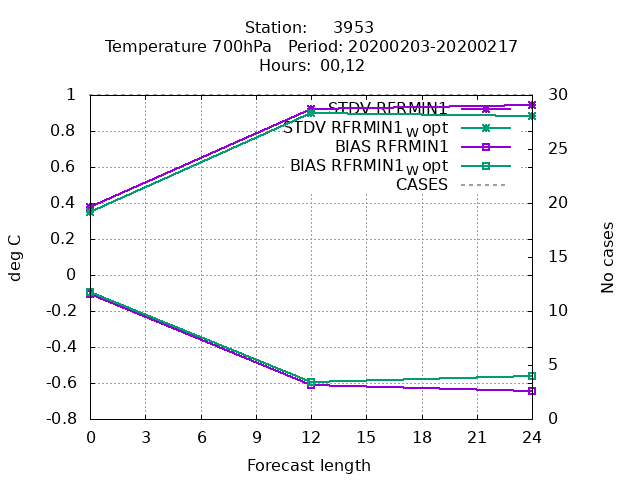 Station: 3953
Temperature 700hPa Period: 20200203-20200217
Hours: 00,12
1
0.8
0.6
0.4
0.2
0
-0.2
-0.4
-0.6
-0.8
deg C
30
25
20
15
10
5
0
No cases
STDV RFRMIN1
STDV RFRMIN1w opt
BIAS RFRMIN1
BIAS RFRMIN1w opt
CASES
0 3 6 9 12 15 18 21 24
Forecast length